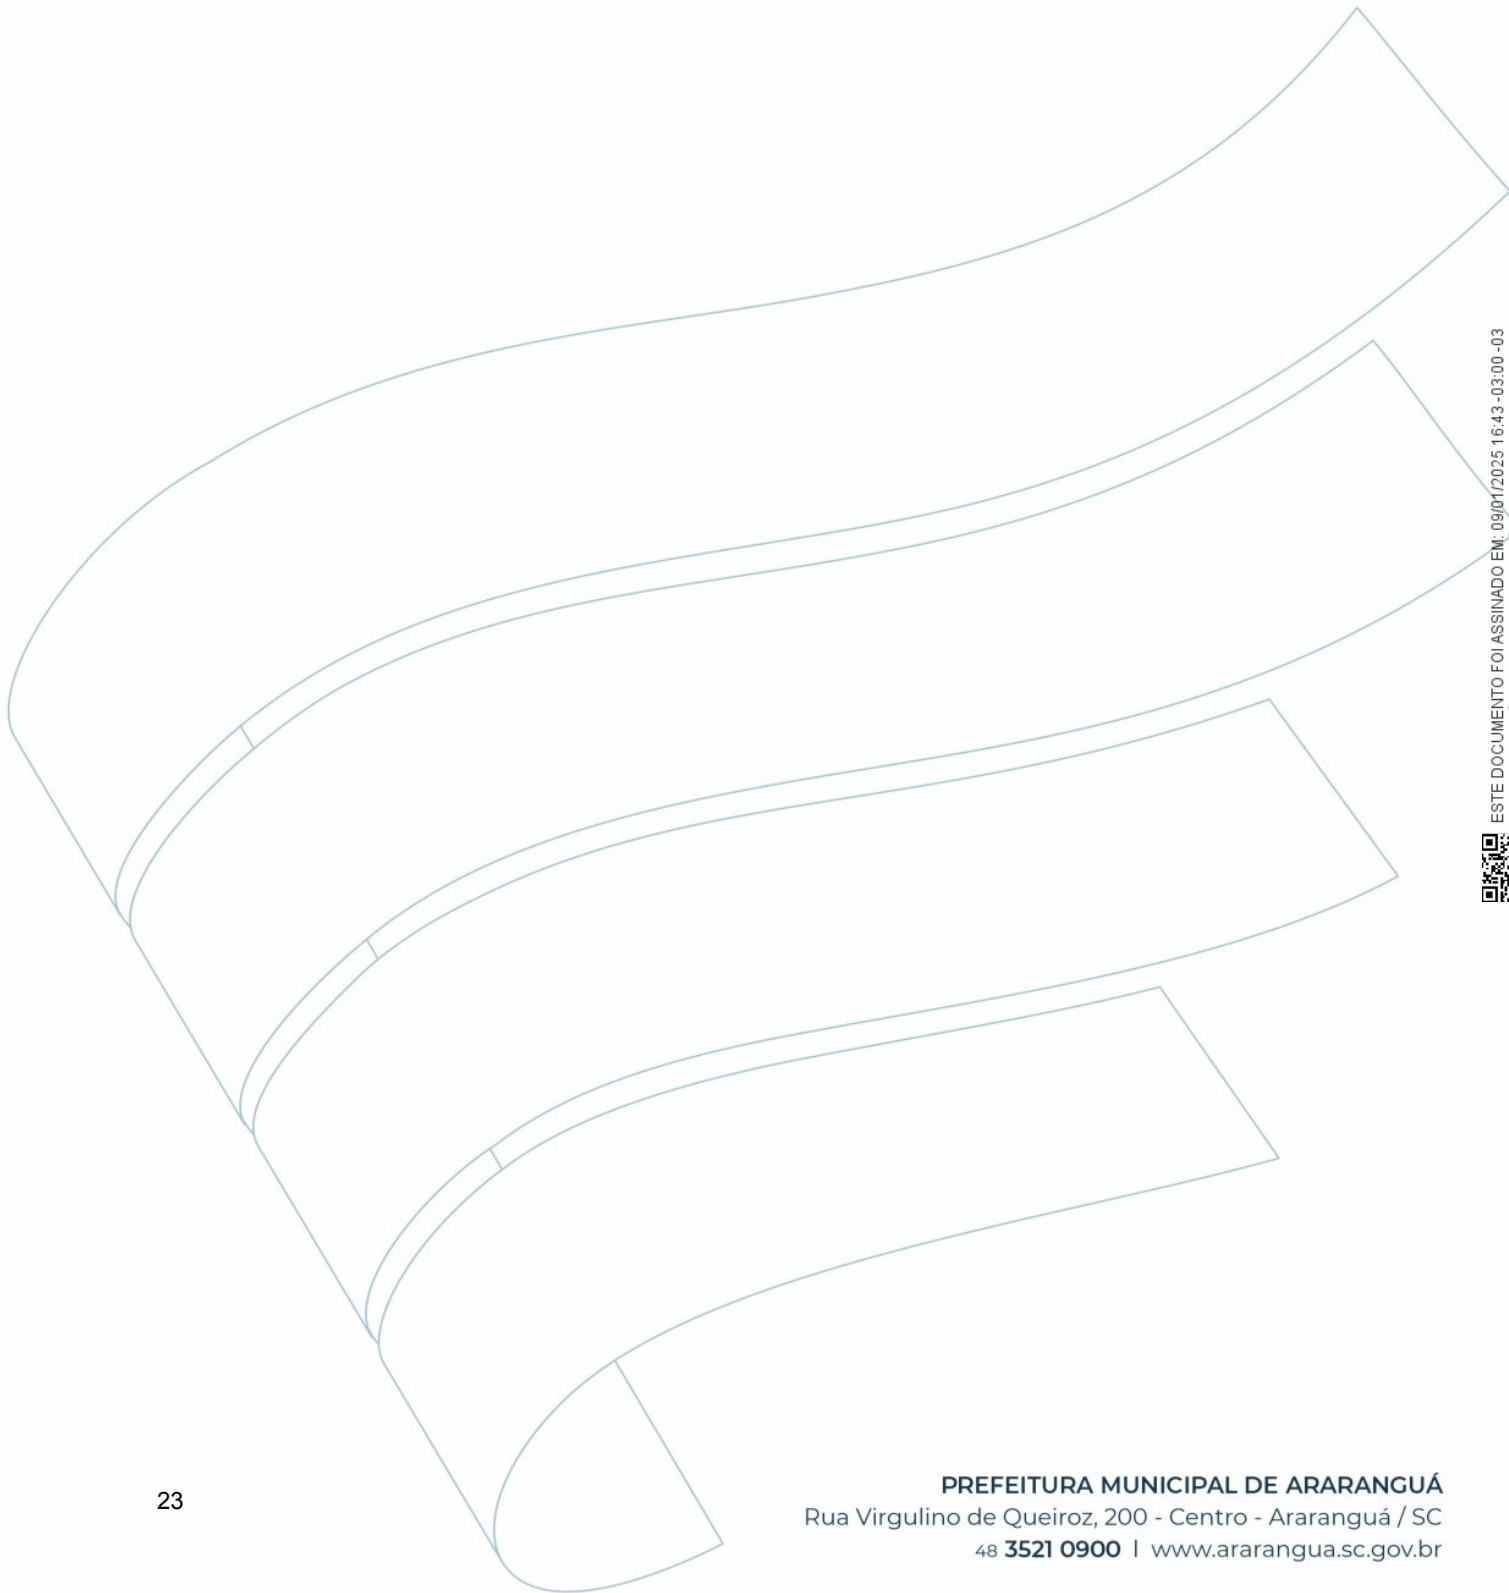 ESTE DOCUMENTO FOI ASSINADO EM: 09/01/2025 16:43 -03:00 -03
23
PREFEITURA MUNICIPAL DE ARARANGUÁ
Rua Virgulino de Queiroz, 200 - Centro - Araranguá / SC
48 3521 0900 | www.ararangua.sc.gov.br